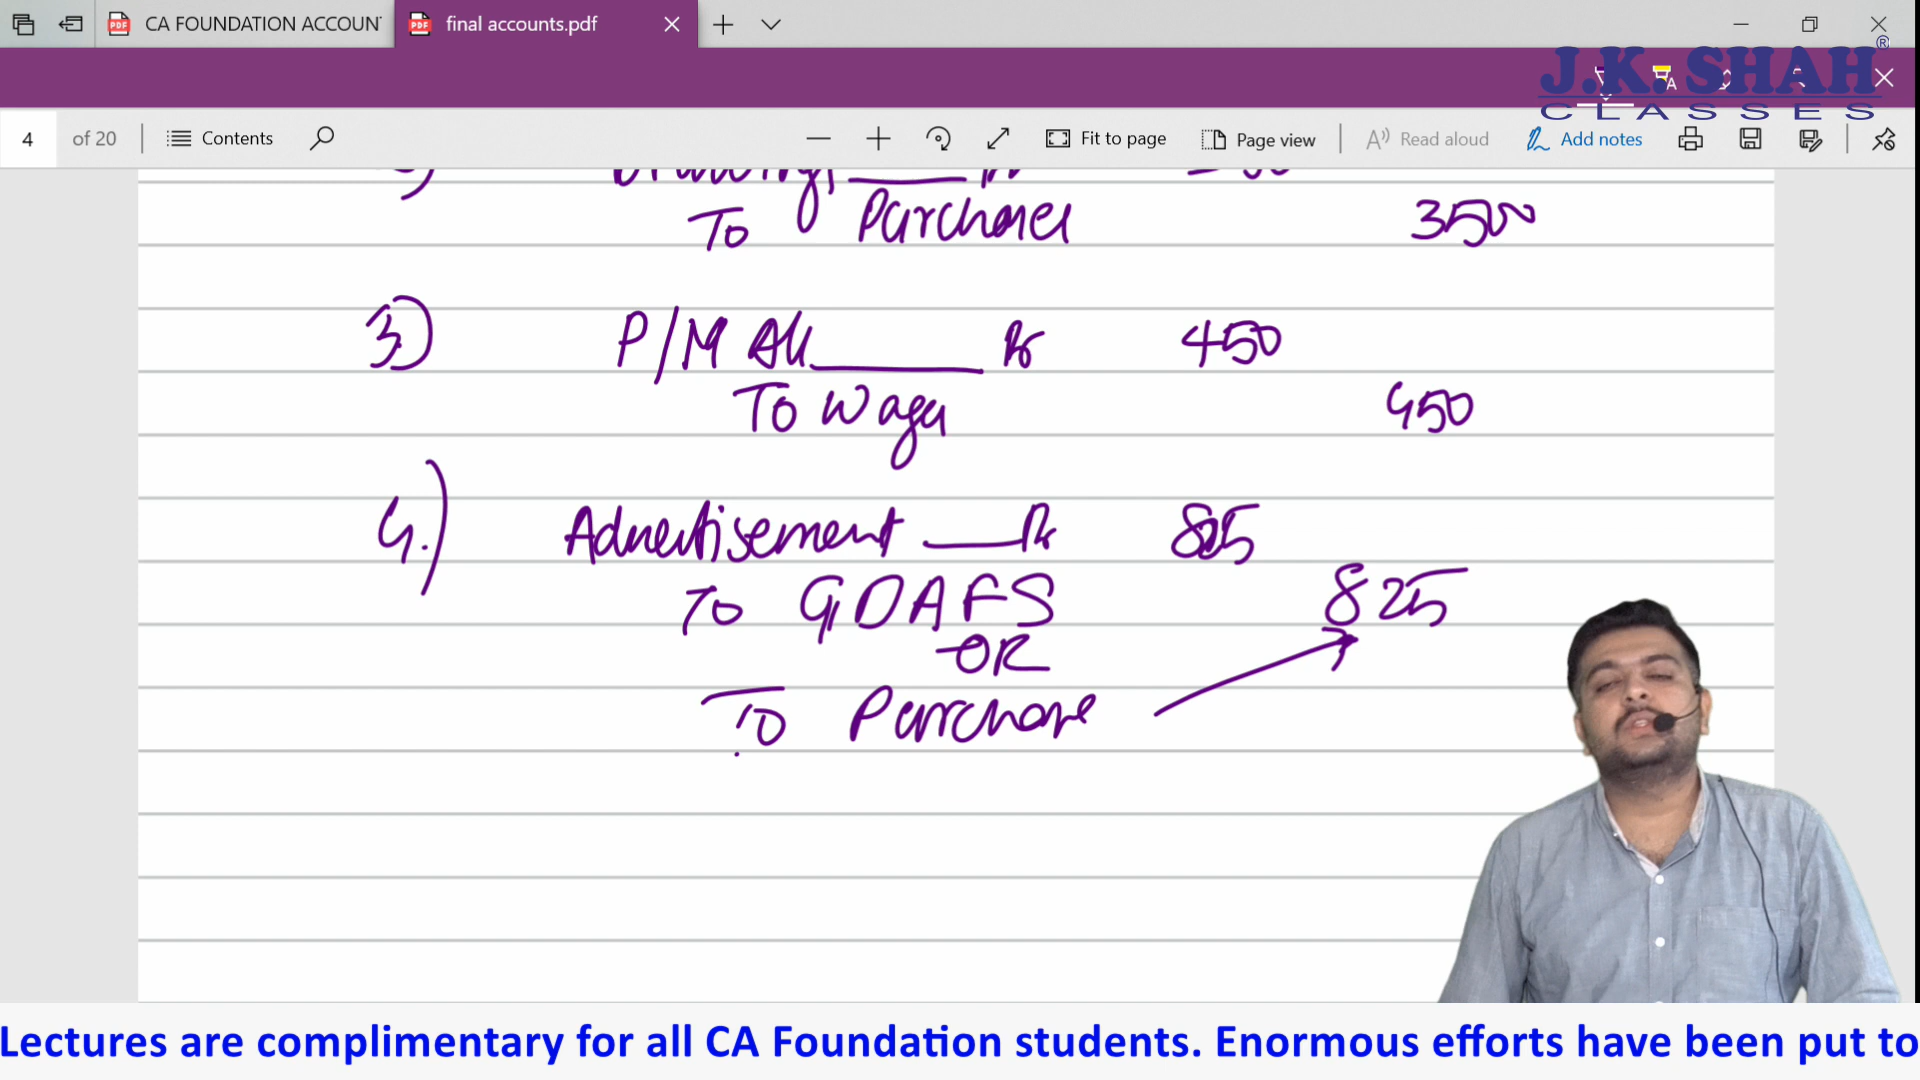 CA FOUNDATION ACCOUN
final accounts.pdf
J.K. SHAH®
CLASSES
4 of 20 Contents Fit to page Page view Read aloud Add notes
To Purchases 3500
3) P/M A/c Dr 450
To Wages 450
4.) Advertisement Dr 825
To GDAFS 825
OR
To Purchase
Lectures are complimentary for all CA Foundation students. Enormous efforts have been put to